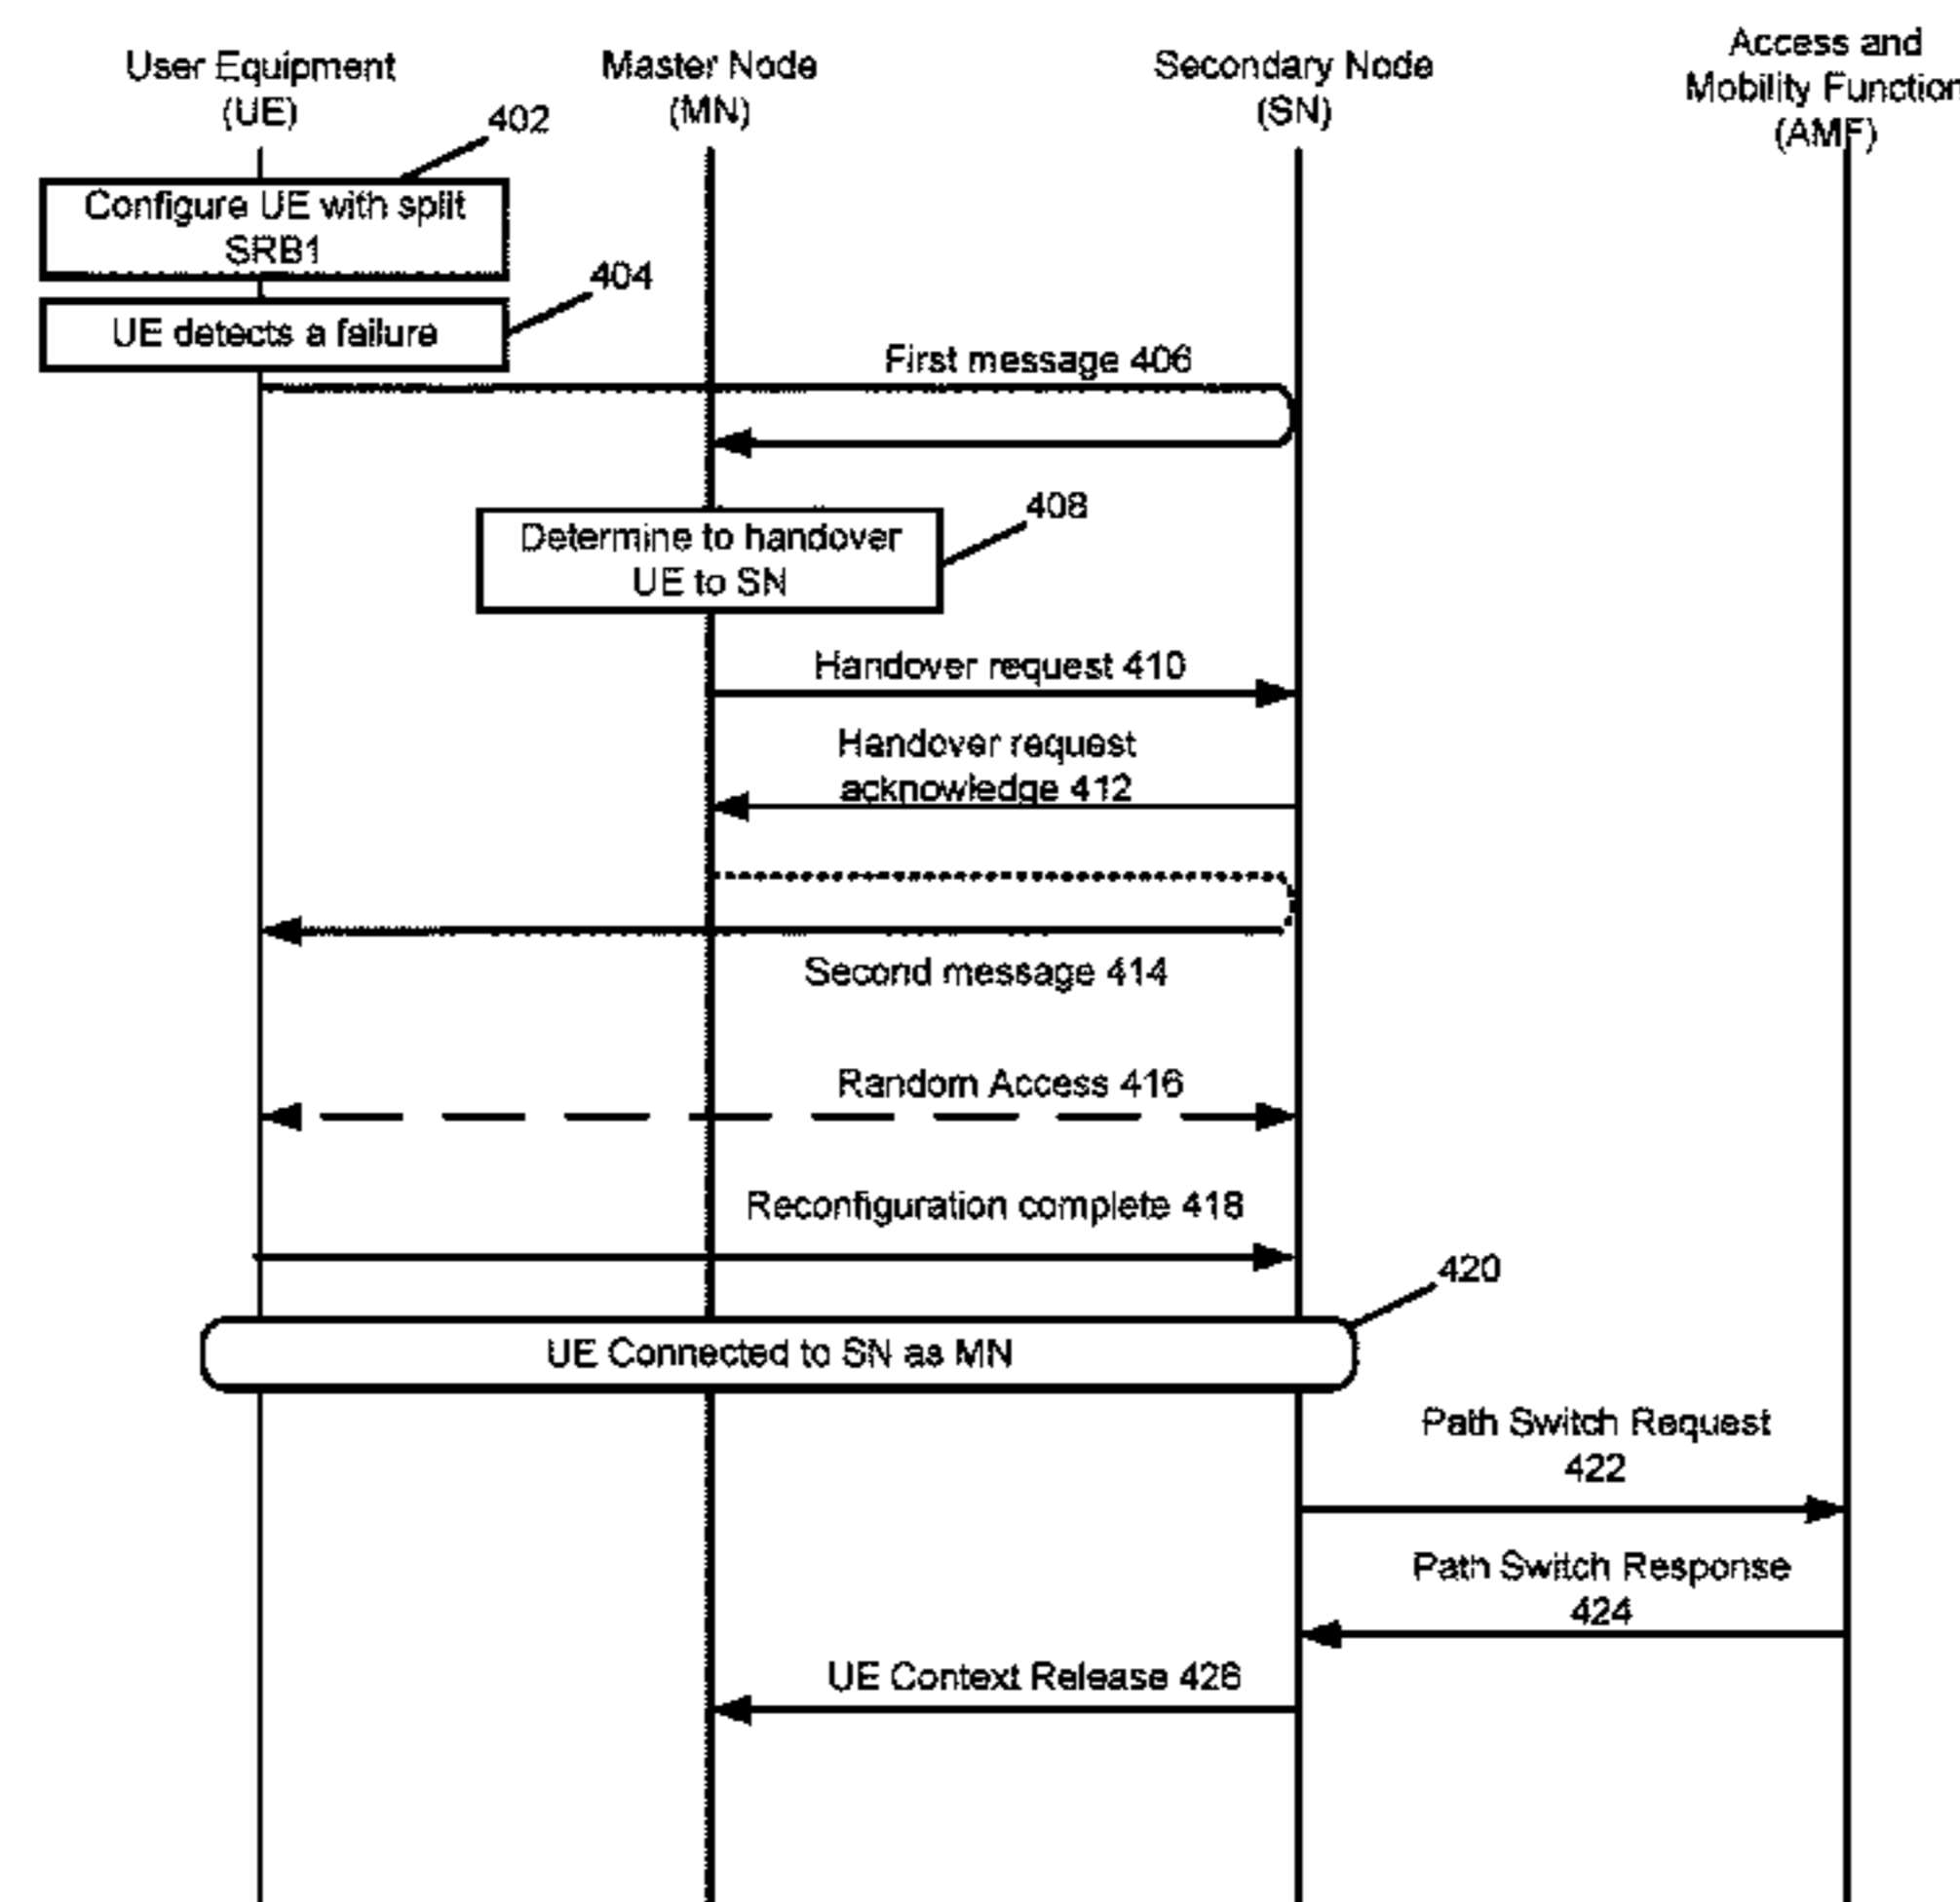 User Equipment
(UE)
Master Node
(MN)
Secondary Node
(SN)
Access and
Mobility Function
(AMF)
402
Configure UE with split
SRB1
404
UE detects a failure
First message 406
408
Determine to handover
UE to SN
Handover request 410
Handover request
acknowledge 412
Second message 414
Random Access 416
Reconfiguration complete 418
420
UE Connected to SN as MN
Path Switch Request
422
Path Switch Response
424
UE Context Release 426